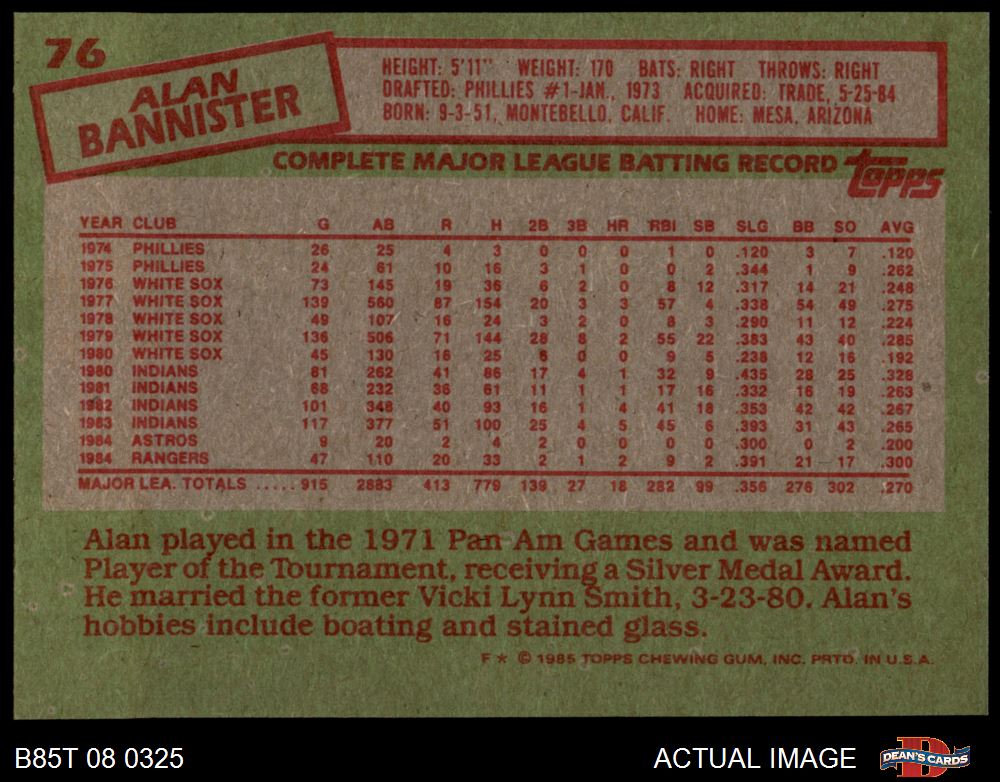 76
ALAN
BANNISTER
HEIGHT: 5'11" WEIGHT: 170 BATS: RIGHT THROWS: RIGHT
DRAFTED: PHILLIES #1-JAN., 1973 ACQUIRED: TRADE, 5-25-84
BORN: 9-3-51, MONTEBELLO, CALIF. HOME: MESA, ARIZONA
COMPLETE MAJOR LEAGUE BATTING RECORD
topps
YEAR CLUB G AB R H 2B 3B HR RBI SB SLG BB SO AVG
1974 PHILLIES 26 25 4 3 0 0 0 1 0 .120 3 7 .120
1975 PHILLIES 24 61 10 16 3 1 0 0 2 .344 1 9 .262
1976 WHITE SOX 73 145 19 36 6 2 0 8 12 .317 14 21 .248
1977 WHITE SOX 139 560 87 154 20 3 3 57 4 .338 54 49 .275
1978 WHITE SOX 49 107 16 24 3 2 0 8 3 .290 11 12 .224
1979 WHITE SOX 136 506 71 144 28 8 2 55 22 .383 43 40 .285
1980 WHITE SOX 45 130 16 25 6 0 0 9 5 .238 12 16 .192
1980 INDIANS 81 262 41 86 17 4 1 32 9 .435 28 25 .328
1981 INDIANS 68 232 36 61 11 1 1 17 16 .332 16 19 .263
1982 INDIANS 101 348 40 93 16 1 4 41 18 .353 42 42 .267
1983 INDIANS 117 377 51 100 25 4 5 45 6 .393 31 43 .265
1984 ASTROS 9 20 2 4 2 0 0 0 0 .300 0 2 .200
1984 RANGERS 47 110 20 33 2 1 2 9 2 .391 21 17 .300
MAJOR LEA. TOTALS ..... 915 2883 413 779 139 27 18 282 99 .356 276 302 .270
Alan played in the 1971 Pan Am Games and was named
Player of the Tournament, receiving a Silver Medal Award.
He married the former Vicki Lynn Smith, 3-23-80. Alan's
hobbies include boating and stained glass.
F * © 1985 TOPPS CHEWING GUM, INC. PRTD. IN U.S.A.
B85T 08 0325
ACTUAL IMAGE
D
DEAN'S CARDS